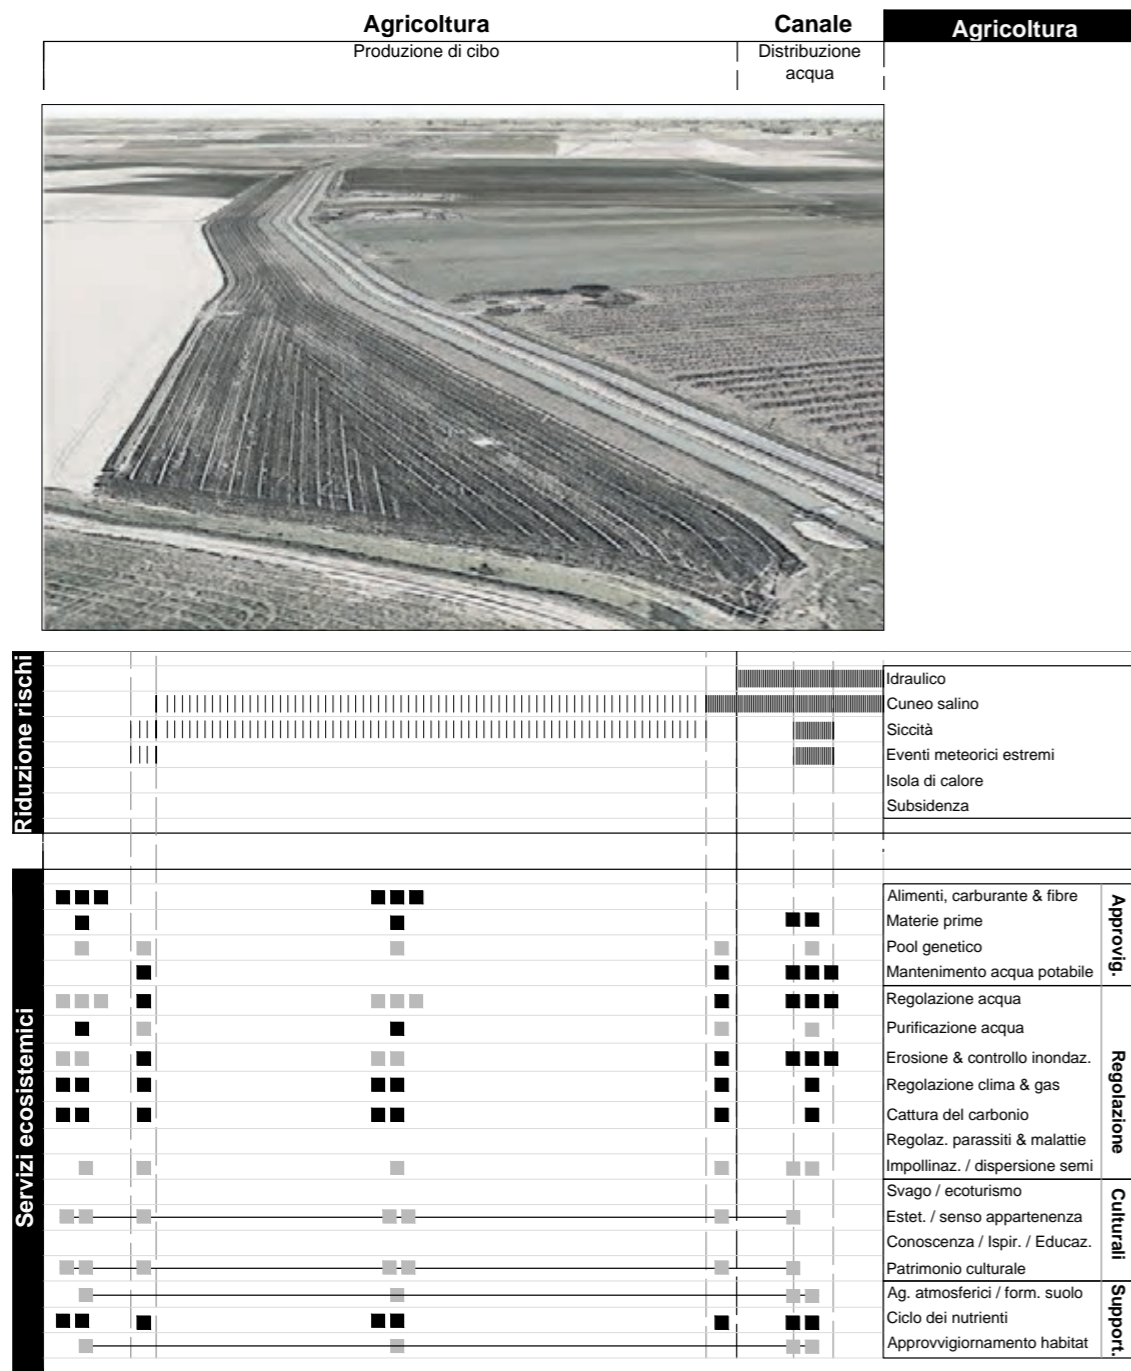 Agricoltura
Canale
Agricoltura
Produzione di cibo
Distribuzione
acqua
Riduzione rischi
Idraulico
Cuneo salino
Siccità
Eventi meteorici estremi
Isola di calore
Subsidenza
Servizi ecosistemici
Alimenti, carburante & fibre
Materie prime
Pool genetico
Mantenimento acqua potabile
Approvig.
Regolazione acqua
Purificazione acqua
Erosione & controllo inondaz.
Regolazione clima & gas
Cattura del carbonio
Regolaz. parassiti & malattie
Impollinaz. / dispersione semi
Regolazione
Svago / ecoturismo
Estet. / senso appartenenza
Conoscenza / Ispir. / Educaz.
Patrimonio culturale
Culturali
Ag. atmosferici / form. suolo
Ciclo dei nutrienti
Approvvigiornamento habitat
Support.